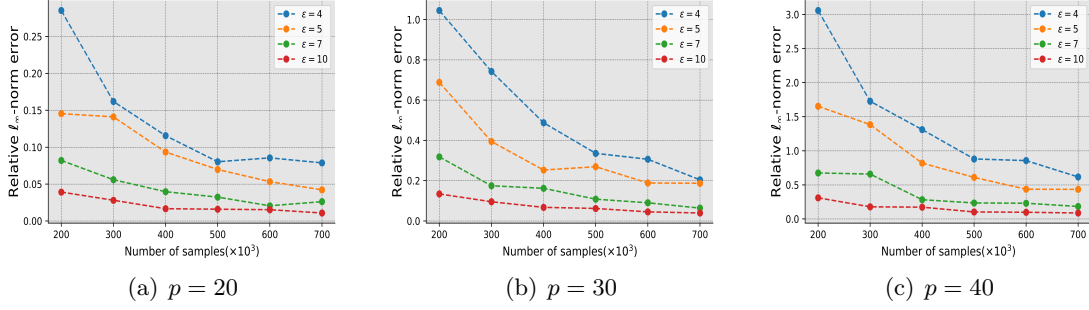 Relative ℓ∞-norm error
0.25
0.20
0.15
0.10
0.05
0.00
ε = 4
ε = 5
ε = 7
ε = 10
200 300 400 500 600 700
Number of samples(×10³)
(a) p = 20
Relative ℓ∞-norm error
1.0
0.8
0.6
0.4
0.2
0.0
ε = 4
ε = 5
ε = 7
ε = 10
200 300 400 500 600 700
Number of samples(×10³)
(b) p = 30
Relative ℓ∞-norm error
3.0
2.5
2.0
1.5
1.0
0.5
0.0
ε = 4
ε = 5
ε = 7
ε = 10
200 300 400 500 600 700
Number of samples(×10³)
(c) p = 40